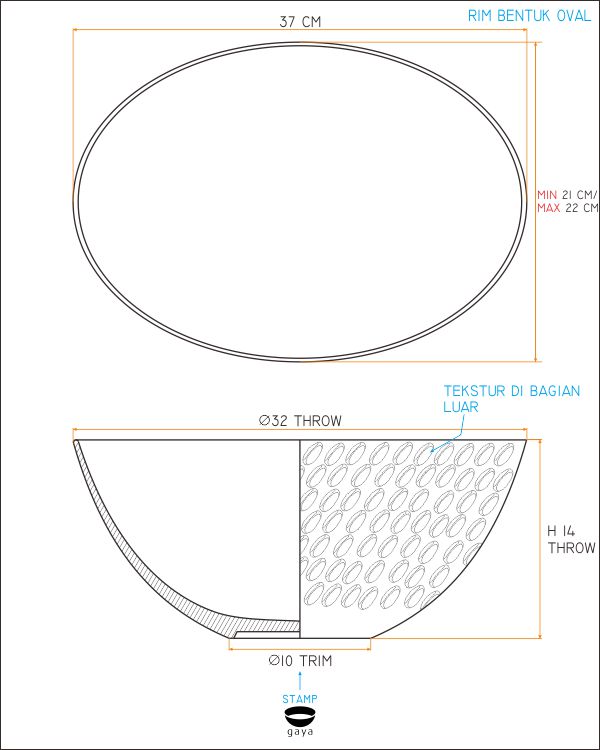 RIM BENTUK OVAL
37 CM
MIN 21 CM/
MAX 22 CM
TEKSTUR DI BAGIAN
LUAR
∅32 THROW
H 14
THROW
∅10 TRIM
STAMP
gaya